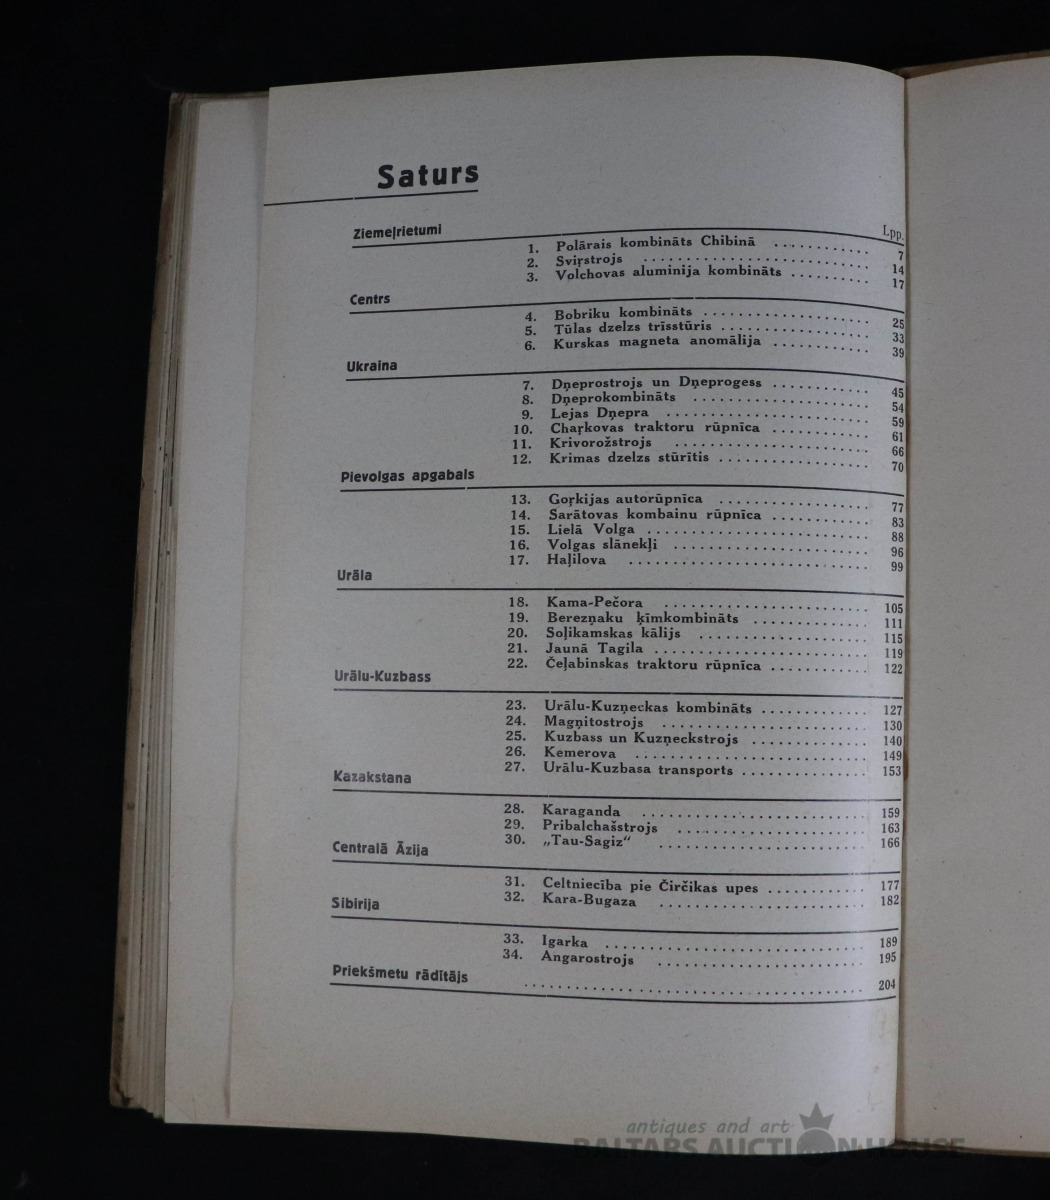 Saturs
Ziemeļrietumi Lpp.
1. Polārais kombināts Chibinā ........... 7
2. Sviŗstrojs .......................... 14
3. Volchovas aluminija kombināts ......... 17
Centrs
4. Bobriku kombināts ................... 25
5. Tūlas dzelzs trīsstūris ................. 33
6. Kurskas magneta anomālija ........... 39
Ukraina
7. Dņeprostrojs un Dņeprogess ........... 45
8. Dņeprokombināts .................... 54
9. Lejas Dņepra ....................... 59
10. Chaŗkovas traktoru rūpnīca ........... 61
11. Krivorožstrojs ...................... 66
12. Krimas dzelzs stūrītis ................. 70
Pievolgas apgabals
13. Goŗkijas autorūpnīca ................. 77
14. Sarātovas kombainu rūpnīca ........... 83
15. Lielā Volga ......................... 88
16. Volgas slānekļi ...................... 96
17. Haļilova ........................... 99
Urāla
18. Kama-Pečora ....................... 105
19. Berezņaku ķīmkombināts ............. 111
20. Soļikamskas kālijs ................... 115
21. Jaunā Tagila ........................ 119
22. Čeļabinskas traktoru rūpnīca ........... 122
Urālu-Kuzbass
23. Urālu-Kuzņeckas kombināts ............ 127
24. Magņitostrojs ....................... 130
25. Kuzbass un Kuzņeckstrojs ............. 140
26. Kemerova .......................... 149
27. Urālu-Kuzbasa transports .............. 153
Kazakstana
28. Karaganda ......................... 159
29. Pribalchašstrojs ..................... 163
30. „Tau-Sagiz“ ....................... 166
Centralā Āzija
31. Celtniecība pie Čirčikas upes ............ 177
32. Kara-Bugaza ....................... 182
Sibirija
33. Igarka ............................. 189
34. Angarostrojs ....................... 195
Priekšmetu rādītājs ..................................... 204
antiques and art
BALTARS AUCTION HOUSE